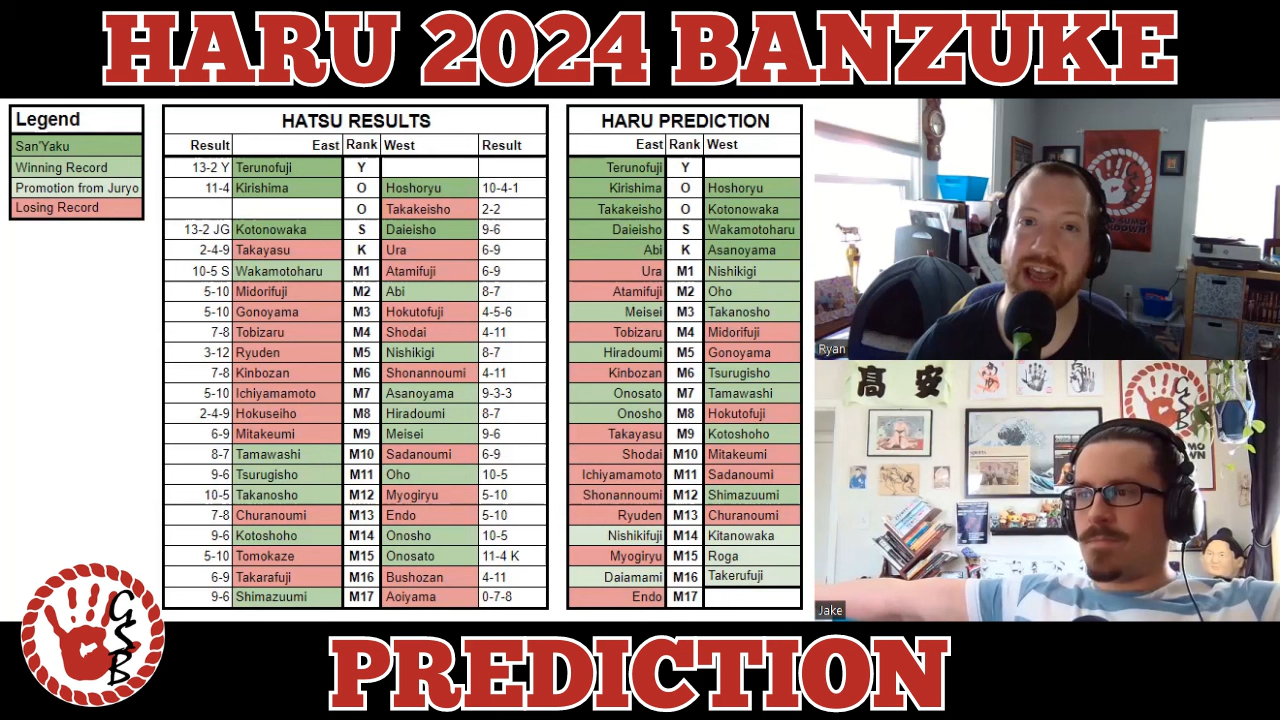 HARU 2024 BANZUKE
Legend
San'Yaku
Winning Record
Promotion from Juryo
Losing Record
HATSU RESULTS
Result East Rank West Result
13-2 Y Terunofuji Y
11-4 Kirishima O Hoshoryu 10-4-1
O Takakeisho 2-2
13-2 JG Kotonowaka S Daieisho 9-6
2-4-9 Takayasu K Ura 6-9
10-5 S Wakamotoharu M1 Atamifuji 6-9
5-10 Midorifuji M2 Abi 8-7
5-10 Gonoyama M3 Hokutofuji 4-5-6
7-8 Tobizaru M4 Shodai 4-11
3-12 Ryuden M5 Nishikigi 8-7
7-8 Kinbozan M6 Shonannoumi 4-11
5-10 Ichiyamamoto M7 Asanoyama 9-3-3
2-4-9 Hokuseiho M8 Hiradoumi 8-7
6-9 Mitakeumi M9 Meisei 9-6
8-7 Tamawashi M10 Sadanoumi 6-9
9-6 Tsurugisho M11 Oho 10-5
10-5 Takanosho M12 Myogiryu 5-10
7-8 Churanoumi M13 Endo 5-10
9-6 Kotoshoho M14 Onosho 10-5
5-10 Tomokaze M15 Onosato 11-4 K
6-9 Takarafuji M16 Bushozan 4-11
9-6 Shimazuumi M17 Aoiyama 0-7-8
HARU PREDICTION
East Rank West
Terunofuji Y
Kirishima O Hoshoryu
Takakeisho O Kotonowaka
Daieisho S Wakamotoharu
Abi K Asanoyama
Ura M1 Nishikigi
Atamifuji M2 Oho
Meisei M3 Takanosho
Tobizaru M4 Midorifuji
Hiradoumi M5 Gonoyama
Kinbozan M6 Tsurugisho
Onosato M7 Tamawashi
Onosho M8 Hokutofuji
Takayasu M9 Kotoshoho
Shodai M10 Mitakeumi
Ichiyamamoto M11 Sadanoumi
Shonannoumi M12 Shimazuumi
Ryuden M13 Churanoumi
Nishikifuji M14 Kitanowaka
Myogiryu M15 Roga
Daiamami M16 Takerufuji
Endo M17
Ryan
高安
GSB
Jake
GSB
PREDICTION